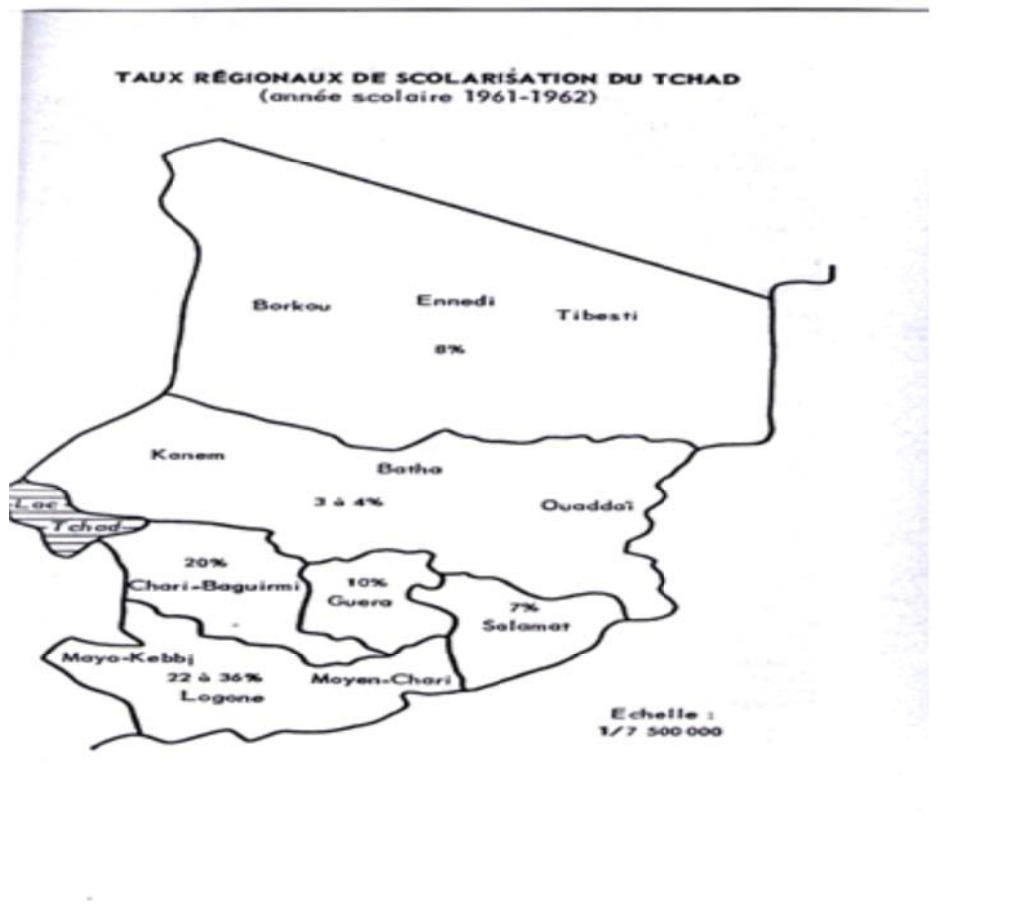 TAUX RÉGIONAUX DE SCOLARISATION DU TCHAD
(année scolaire 1961-1962)
Borkou Ennedi Tibesti
8%
Kanem Batha
3 à 4% Ouaddaï
Lac
Tchad
20%
Chari-Baguirmi
10%
Guera
7%
Salamat
Mayo-Kebbi
22 à 36% Moyen-Chari
Logone
Echelle :
1/7 500 000